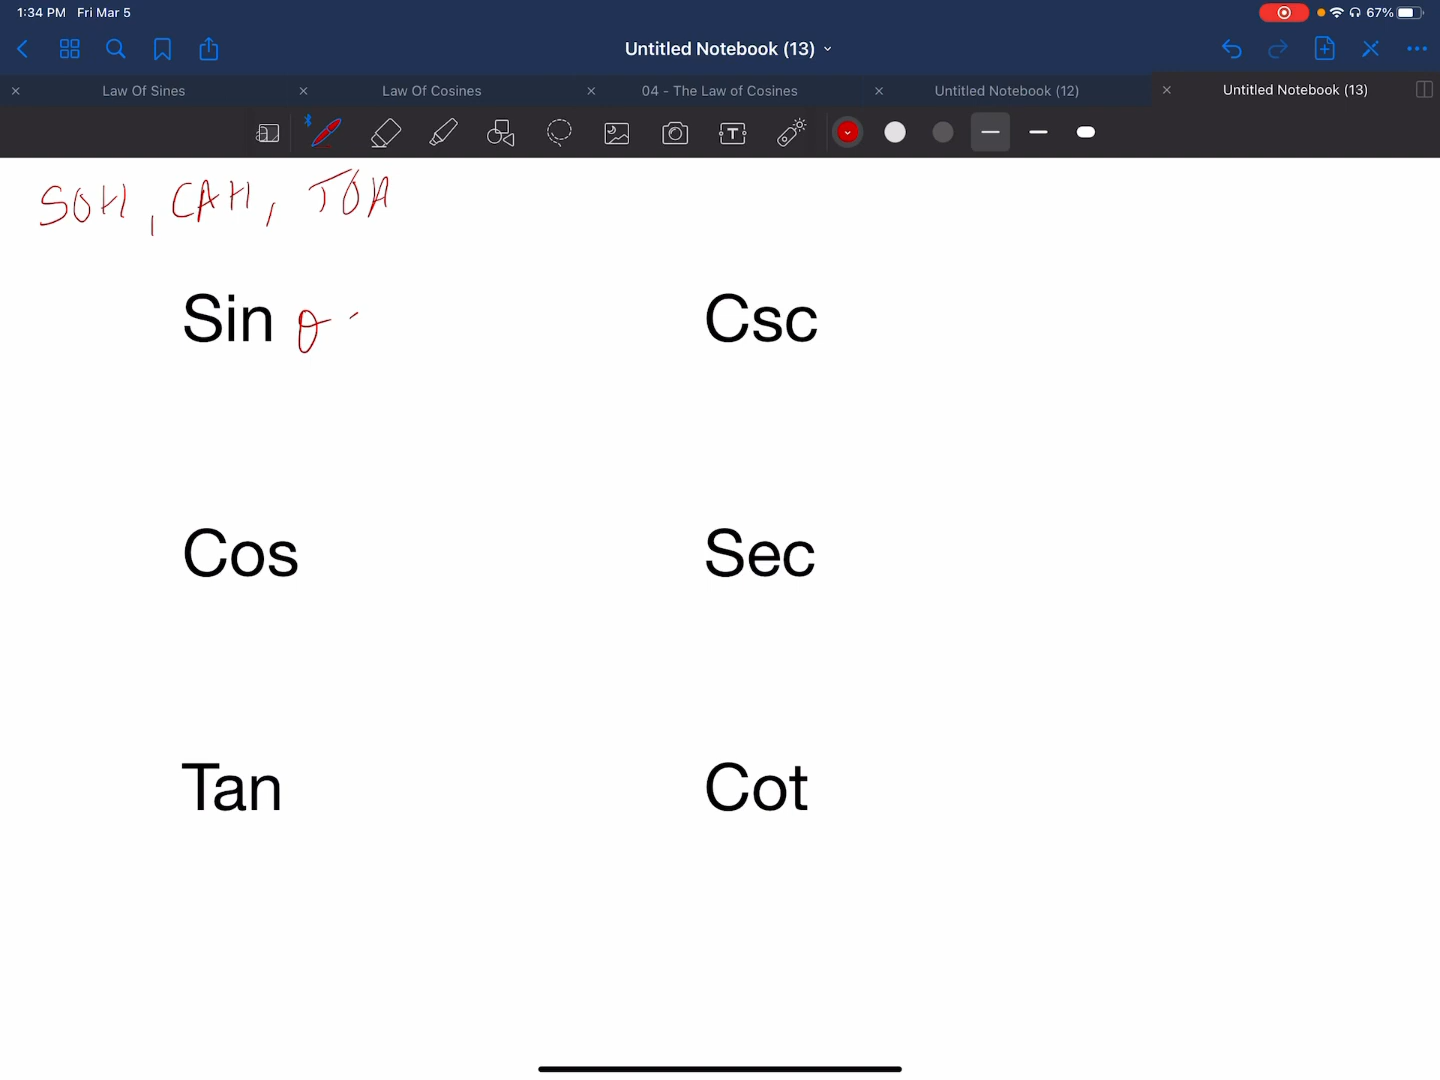 1:34 PM Fri Mar 5 67%
Untitled Notebook (13)
Law Of Sines Law Of Cosines 04 - The Law of Cosines Untitled Notebook (12) Untitled Notebook (13)
SOH, CAH, TOA
Sin θ Csc
Cos Sec
Tan Cot